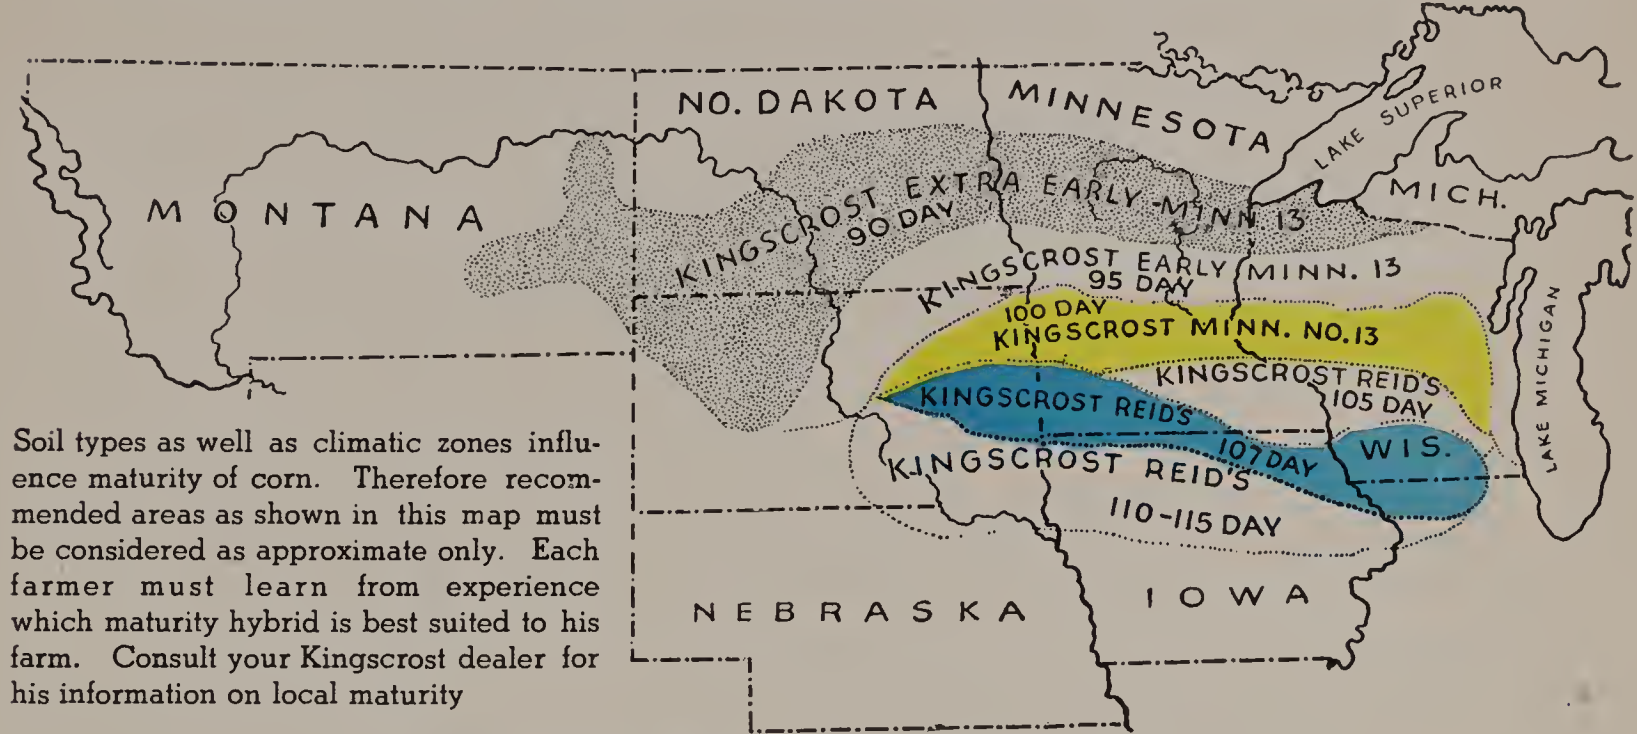 NO. DAKOTA
MINNESOTA
LAKE SUPERIOR
MICH.
MONTANA
KINGSCROST EXTRA EARLY-MINN. 13
90 DAY
KINGSCROST EARLY MINN. 13
95 DAY
100 DAY
KINGSCROST MINN. NO. 13
KINGSCROST REID'S
105 DAY
LAKE MICHIGAN
KINGSCROST REID'S
107 DAY
WIS.
KINGSCROST REID'S
110-115 DAY
IOWA
NEBRASKA
Soil types as well as climatic zones influ-
ence maturity of corn. Therefore recom-
mended areas as shown in this map must
be considered as approximate only. Each
farmer must learn from experience
which maturity hybrid is best suited to his
farm. Consult your Kingscrost dealer for
his information on local maturity